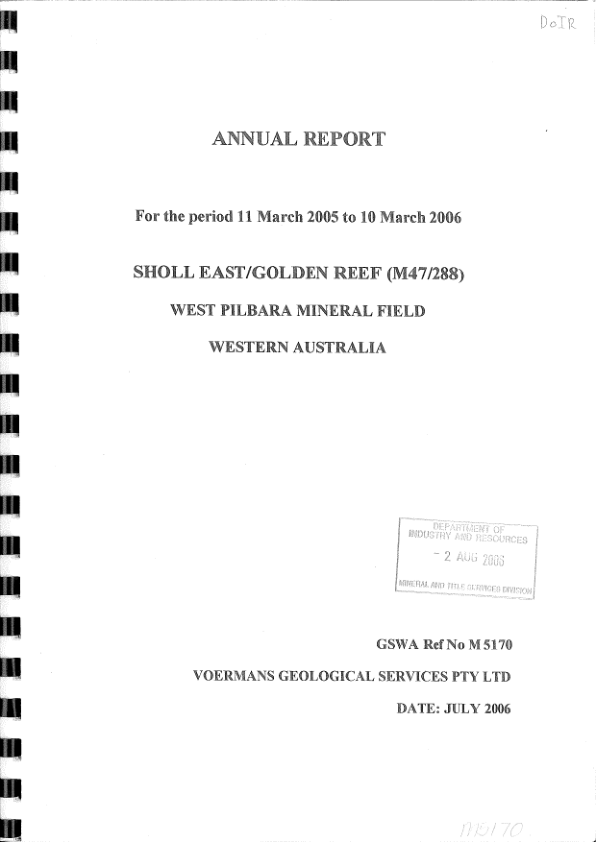 DoIR
ANNUAL REPORT
For the period 11 March 2005 to 10 March 2006
SHOLL EAST/GOLDEN REEF (M47/288)
WEST PILBARA MINERAL FIELD
WESTERN AUSTRALIA
DEPARTMENT OF
INDUSTRY AND RESOURCES
- 2 AUG 2006
MINERAL AND TITLE SERVICES DIVISION
GSWA Ref No M 5170
VOERMANS GEOLOGICAL SERVICES PTY LTD
DATE: JULY 2006
M5170